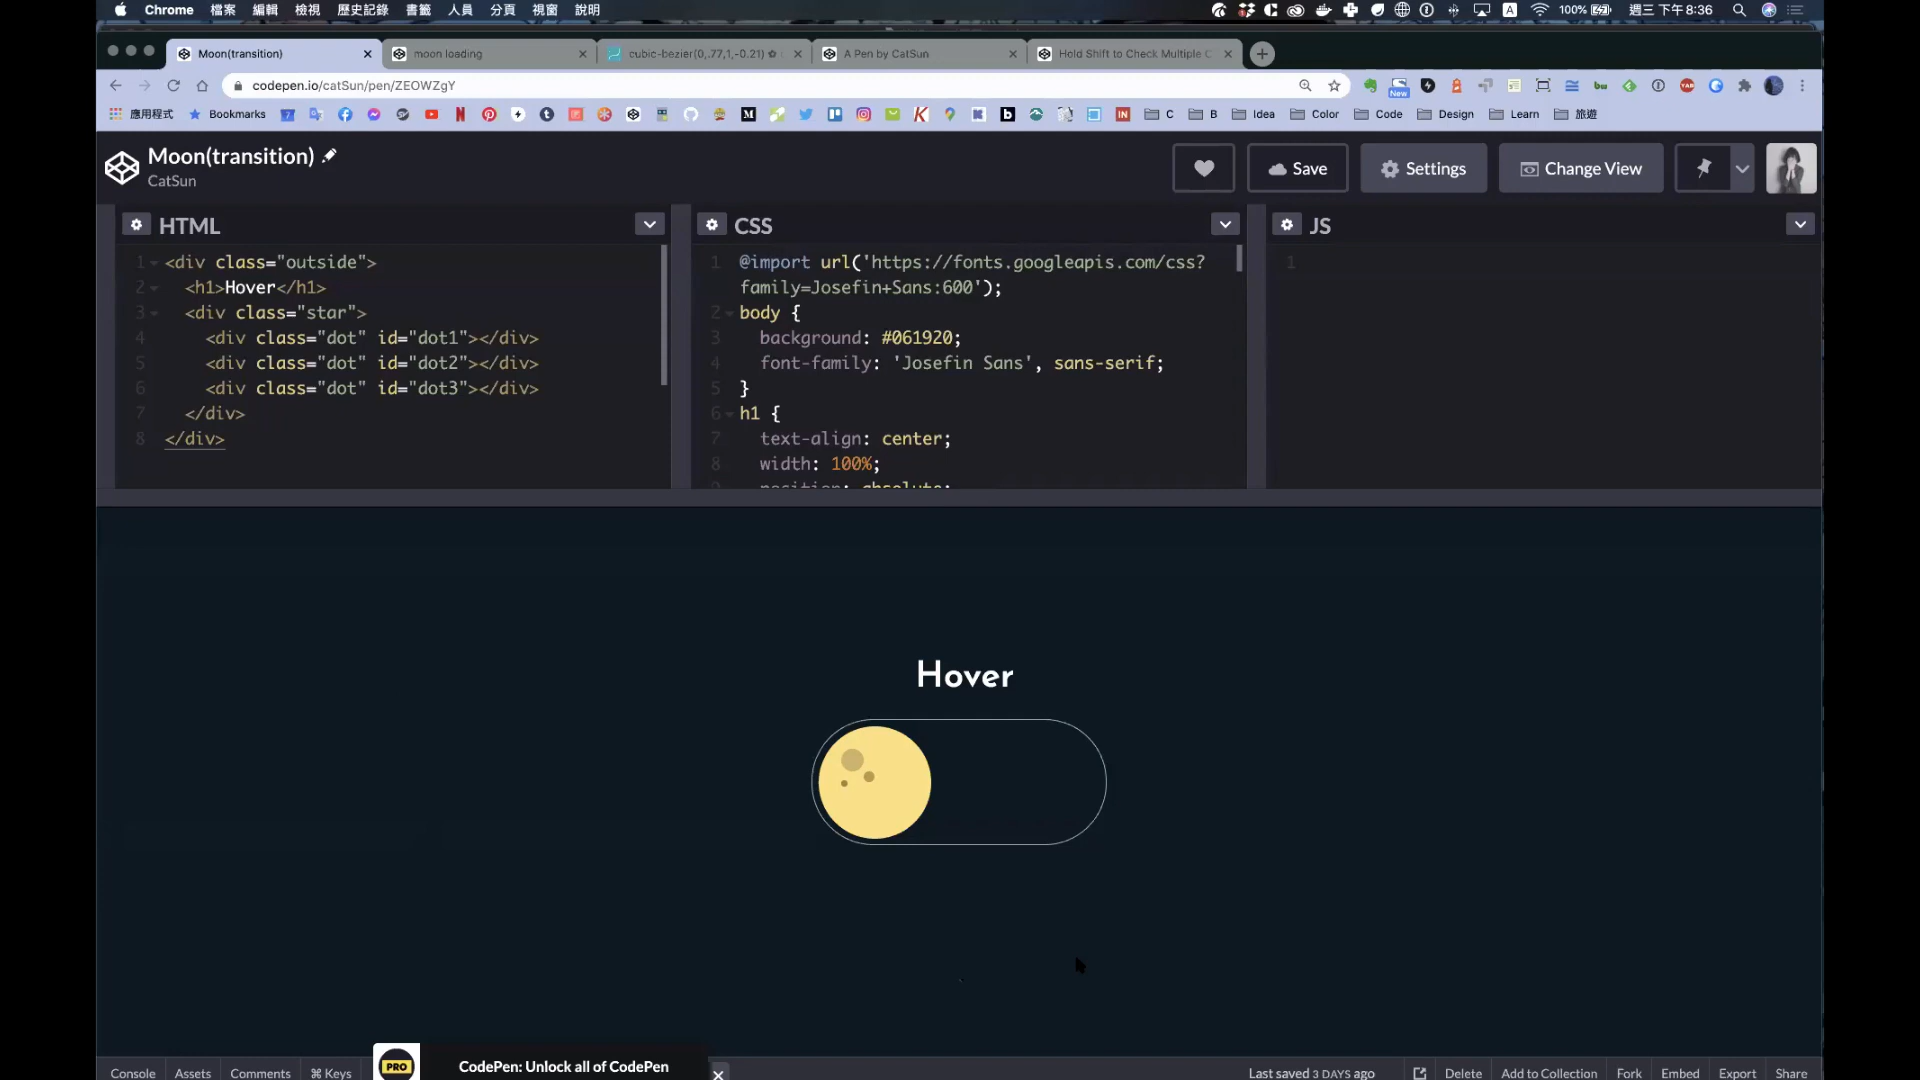 Chrome 檔案 編輯 檢視 歷史記錄 書籤 人員 分頁 視窗 說明 100% 週三 下午8:36
Moon(transition) moon loading cubic-bezier(0,.77,1,-0.21) A Pen by CatSun Hold Shift to Check Multiple C
codepen.io/catSun/pen/ZEOWZgY New
應用程式 Bookmarks C B Idea Color Code Design Learn 旅遊
Moon(transition)
CatSun
Save Settings Change View
HTML
1 <div class="outside">
2 <h1>Hover</h1>
3 <div class="star">
4 <div class="dot" id="dot1"></div>
5 <div class="dot" id="dot2"></div>
6 <div class="dot" id="dot3"></div>
7 </div>
8 </div>
CSS
1 @import url('https://fonts.googleapis.com/css?
family=Josefin+Sans:600');
2 body {
3 background: #061920;
4 font-family: 'Josefin Sans', sans-serif;
5 }
6 h1 {
7 text-align: center;
8 width: 100%;
9 position: absolute;
JS
1
Hover
Console Assets Comments ⌘ Keys PRO CodePen: Unlock all of CodePen Last saved 3 DAYS ago Delete Add to Collection Fork Embed Export Share